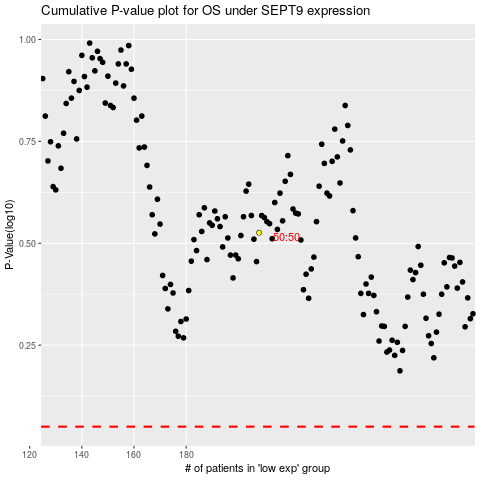 Cumulative P-value plot for OS under SEPT9 expression
P-Value(log10)
1.00
0.75
0.50
0.25
50:50
120 140 160 180
# of patients in 'low exp' group